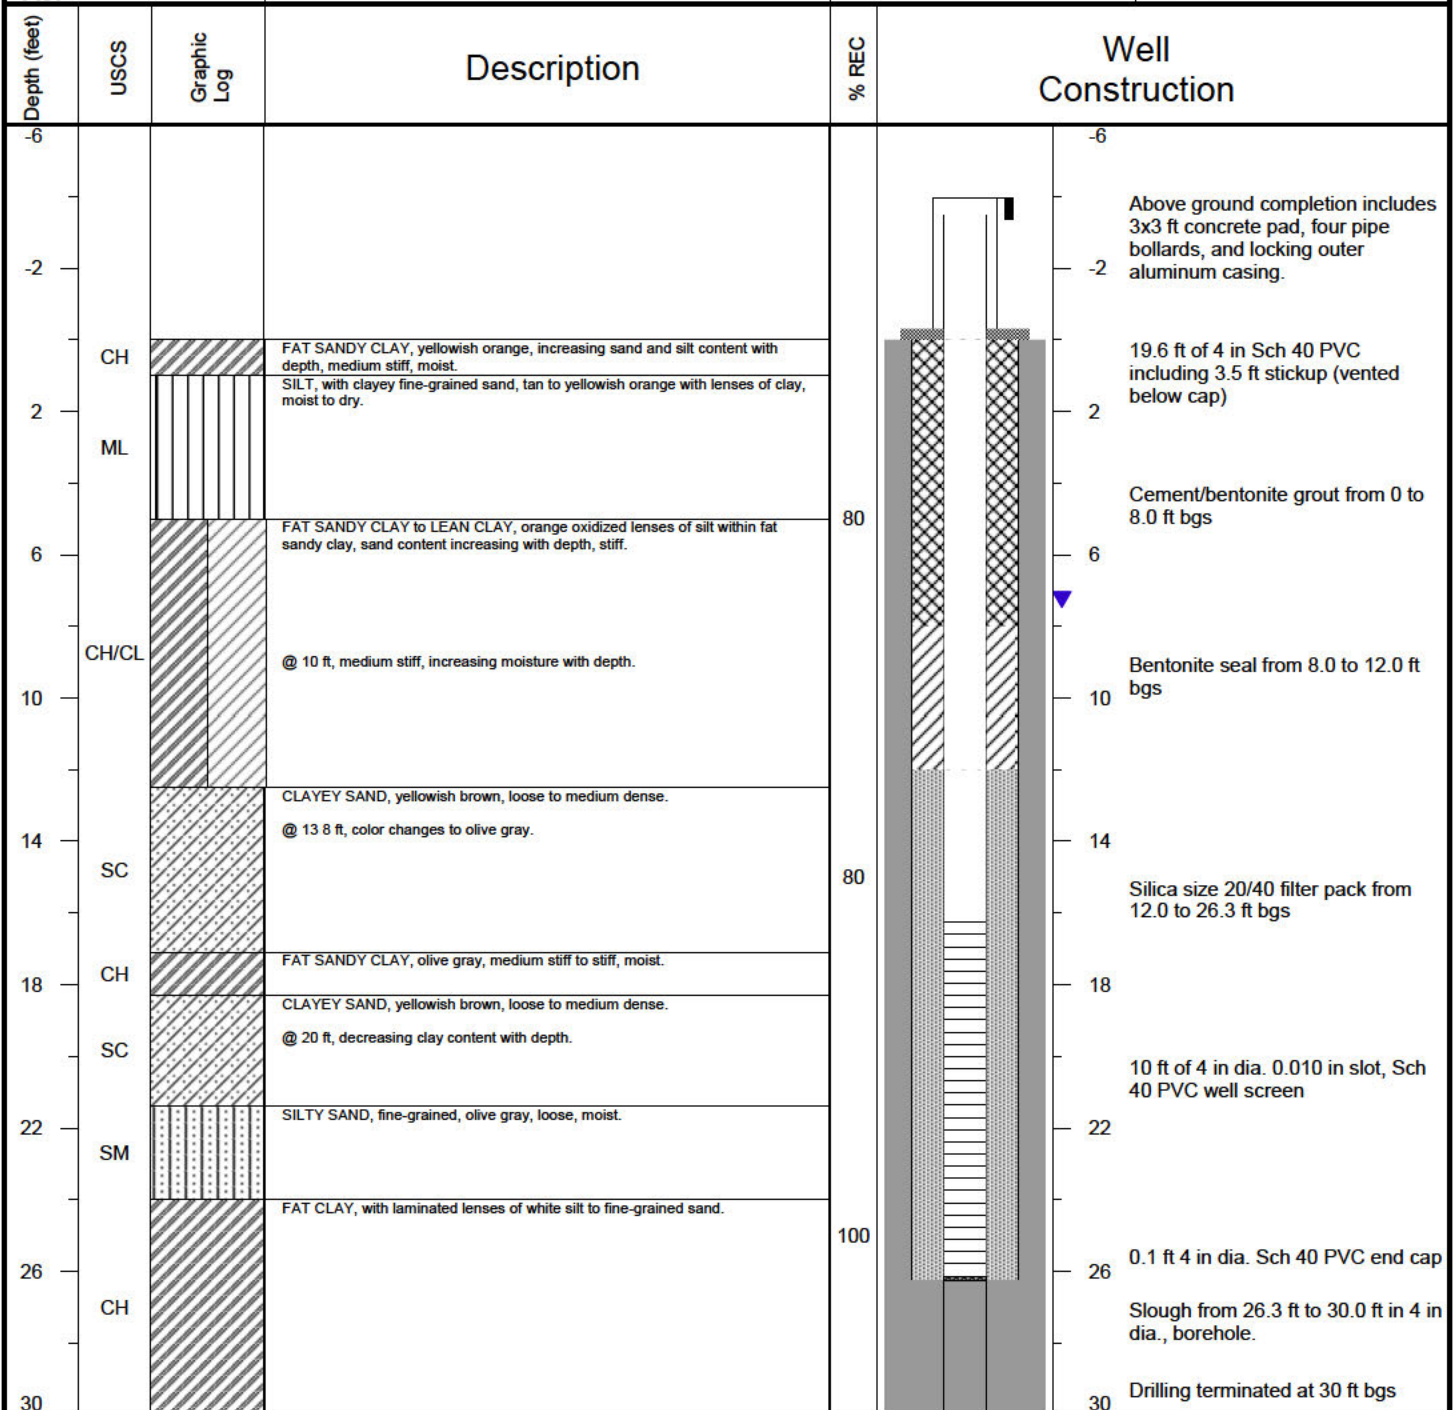 Depth (feet)
USCS
Graphic
Log
Description
% REC
Well
Construction
-6
-2
2
6
10
14
18
22
26
30
CH
ML
CH/CL
SC
CH
SC
SM
CH
FAT SANDY CLAY, yellowish orange, increasing sand and silt content with
depth, medium stiff, moist.
SILT, with clayey fine-grained sand, tan to yellowish orange with lenses of clay,
moist to dry.
FAT SANDY CLAY to LEAN CLAY, orange oxidized lenses of silt within fat
sandy clay, sand content increasing with depth, stiff.
@ 10 ft, medium stiff, increasing moisture with depth.
CLAYEY SAND, yellowish brown, loose to medium dense.
@ 13 8 ft, color changes to olive gray.
FAT SANDY CLAY, olive gray, medium stiff to stiff, moist.
CLAYEY SAND, yellowish brown, loose to medium dense.
@ 20 ft, decreasing clay content with depth.
SILTY SAND, fine-grained, olive gray, loose, moist.
FAT CLAY, with laminated lenses of white silt to fine-grained sand.
80
80
100
-6
-2
2
6
10
14
18
22
26
30
Above ground completion includes
3x3 ft concrete pad, four pipe
bollards, and locking outer
aluminum casing.
19.6 ft of 4 in Sch 40 PVC
including 3.5 ft stickup (vented
below cap)
Cement/bentonite grout from 0 to
8.0 ft bgs
Bentonite seal from 8.0 to 12.0 ft
bgs
Silica size 20/40 filter pack from
12.0 to 26.3 ft bgs
10 ft of 4 in dia. 0.010 in slot, Sch
40 PVC well screen
0.1 ft 4 in dia. Sch 40 PVC end cap
Slough from 26.3 ft to 30.0 ft in 4 in
dia., borehole.
Drilling terminated at 30 ft bgs